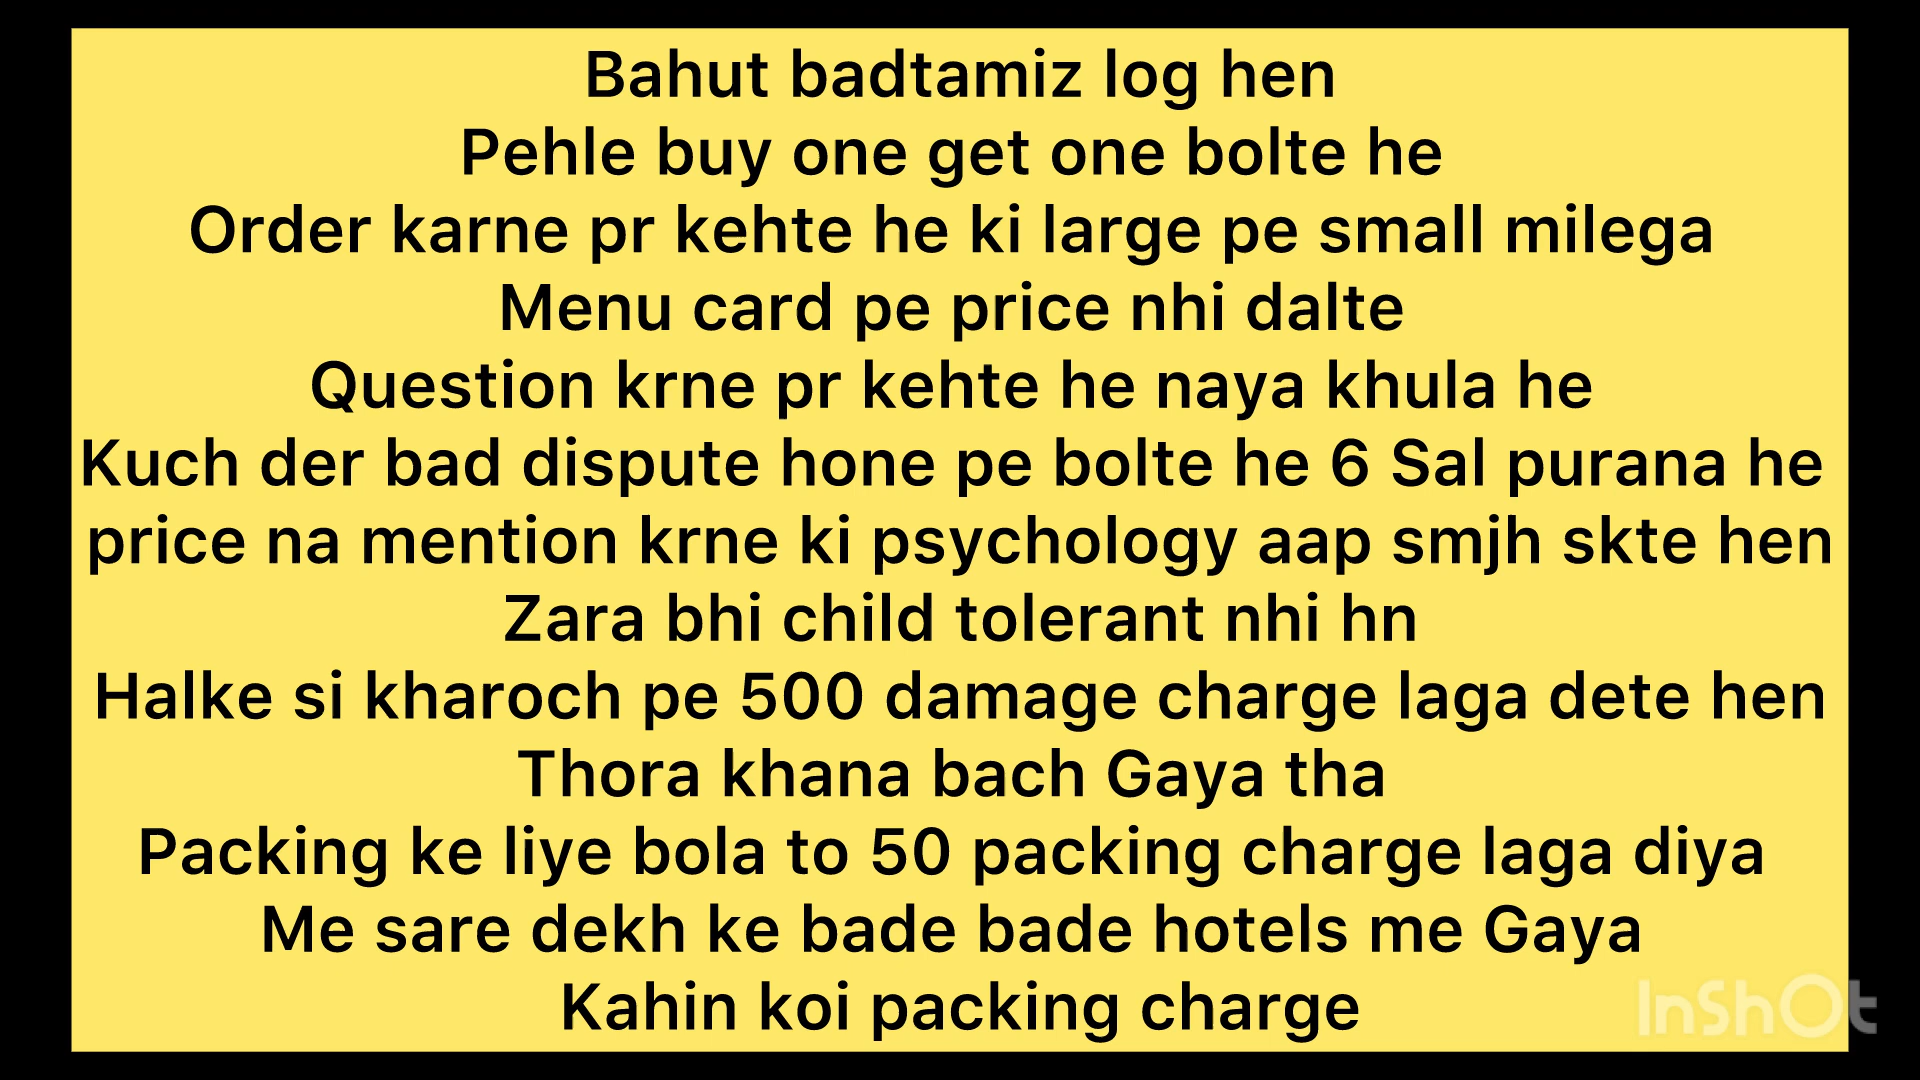 Bahut badtamiz log hen
Pehle buy one get one bolte he
Order karne pr kehte he ki large pe small milega
Menu card pe price nhi dalte
Question krne pr kehte he naya khula he
Kuch der bad dispute hone pe bolte he 6 Sal purana he
price na mention krne ki psychology aap smjh skte hen
Zara bhi child tolerant nhi hn
Halke si kharoch pe 500 damage charge laga dete hen
Thora khana bach Gaya tha
Packing ke liye bola to 50 packing charge laga diya
Me sare dekh ke bade bade hotels me Gaya
Kahin koi packing charge
InShOt